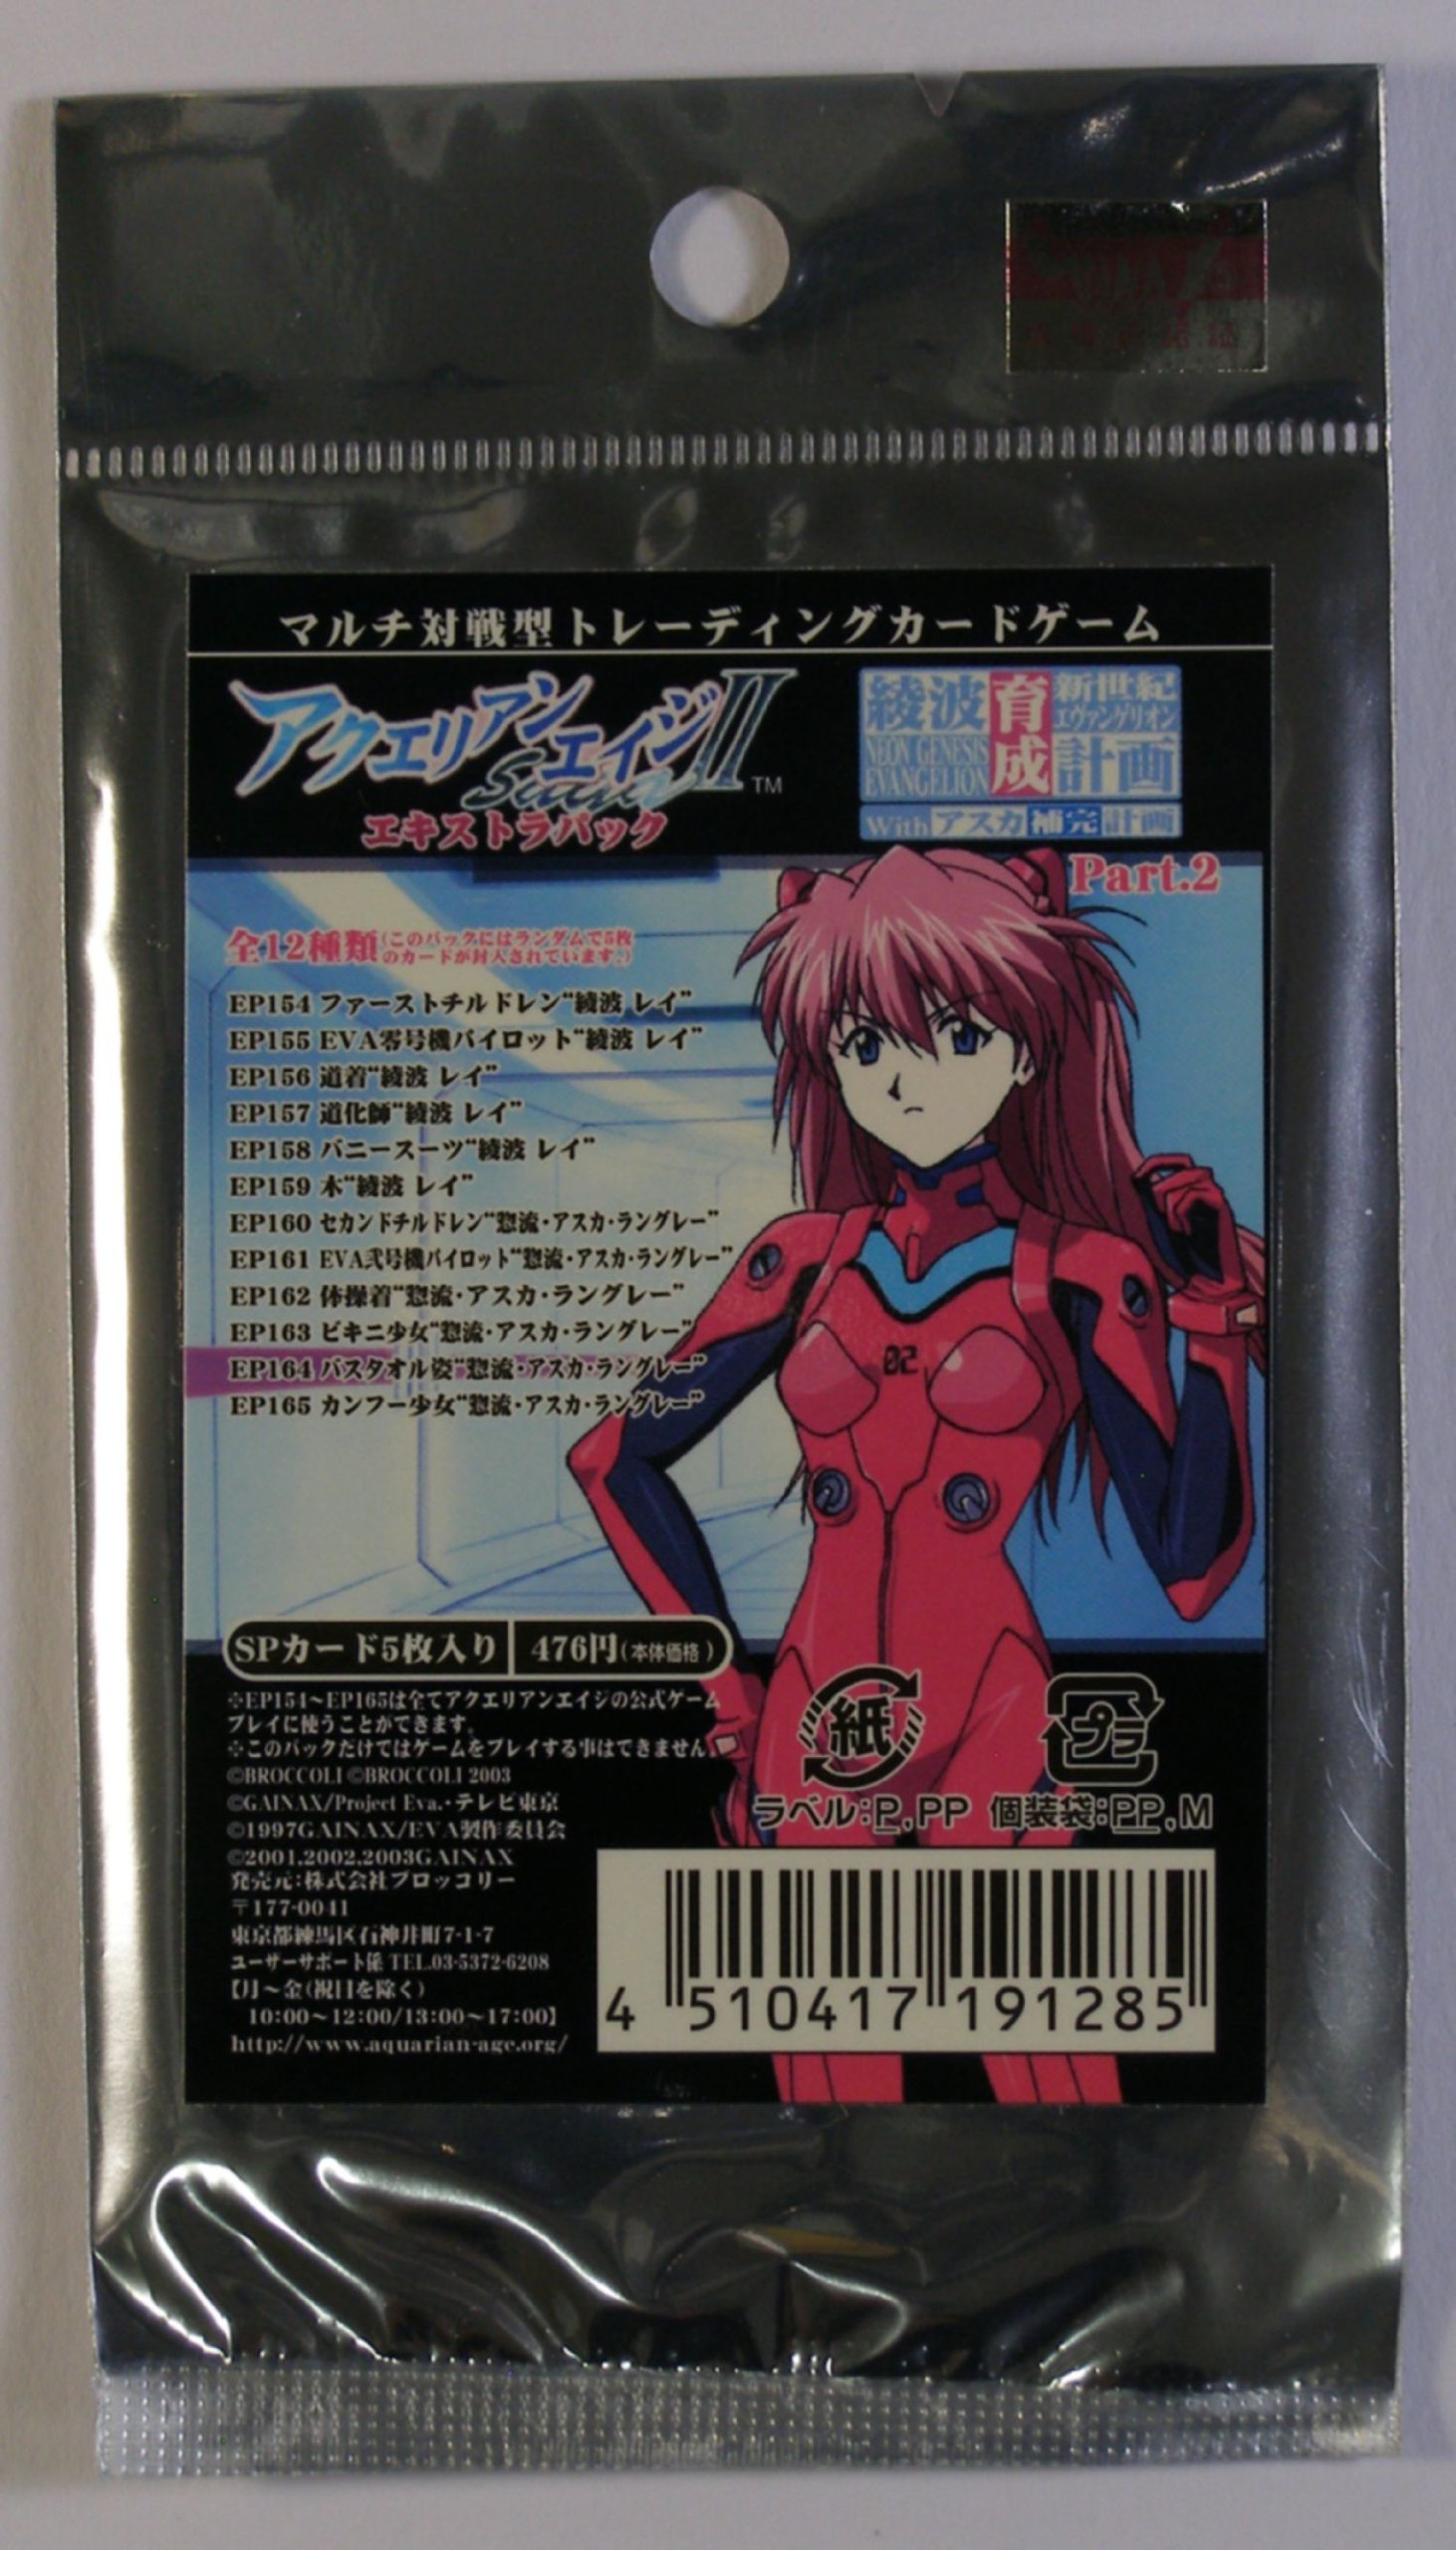 マルチ対戦型トレーディングカードゲーム
アクエリアンエイジ
Saga II TM
エキストラパック
綾波育成計画
新世紀エヴァンゲリオン
NEON GENESIS EVANGELION
With アスカ補完計画
Part.2
全12種類(このパックにはランダムで5枚
のカードが封入されています。)
EP154 ファーストチルドレン“綾波 レイ”
EP155 EVA零号機パイロット“綾波 レイ”
EP156 道着“綾波 レイ”
EP157 道化師“綾波 レイ”
EP158 バニースーツ“綾波 レイ”
EP159 木“綾波 レイ”
EP160 セカンドチルドレン“惣流・アスカ・ラングレー”
EP161 EVA弐号機パイロット“惣流・アスカ・ラングレー”
EP162 体操着“惣流・アスカ・ラングレー”
EP163 ビキニ少女“惣流・アスカ・ラングレー”
EP164 バスタオル姿“惣流・アスカ・ラングレー”
EP165 カンフー少女“惣流・アスカ・ラングレー”
02
SPカード5枚入り 476円(本体価格)
※EP154～EP165は全てアクエリアンエイジの公式ゲーム
プレイに使うことができます。
※このパックだけではゲームをプレイする事はできません。
©BROCCOLI ©BROCCOLI 2003
©GAINAX/Project Eva.・テレビ東京
©1997GAINAX/EVA製作委員会
©2001,2002,2003GAINAX
発売元:株式会社ブロッコリー
〒177-0041
東京都練馬区石神井町7-1-7
ユーザーサポート係 TEL.03-5372-6208
【月～金(祝日を除く)
10:00～12:00/13:00～17:00】
http://www.aquarian-age.org/
紙
プラ
ラベル:P,PP 個装袋:PP,M
4 510417 191285